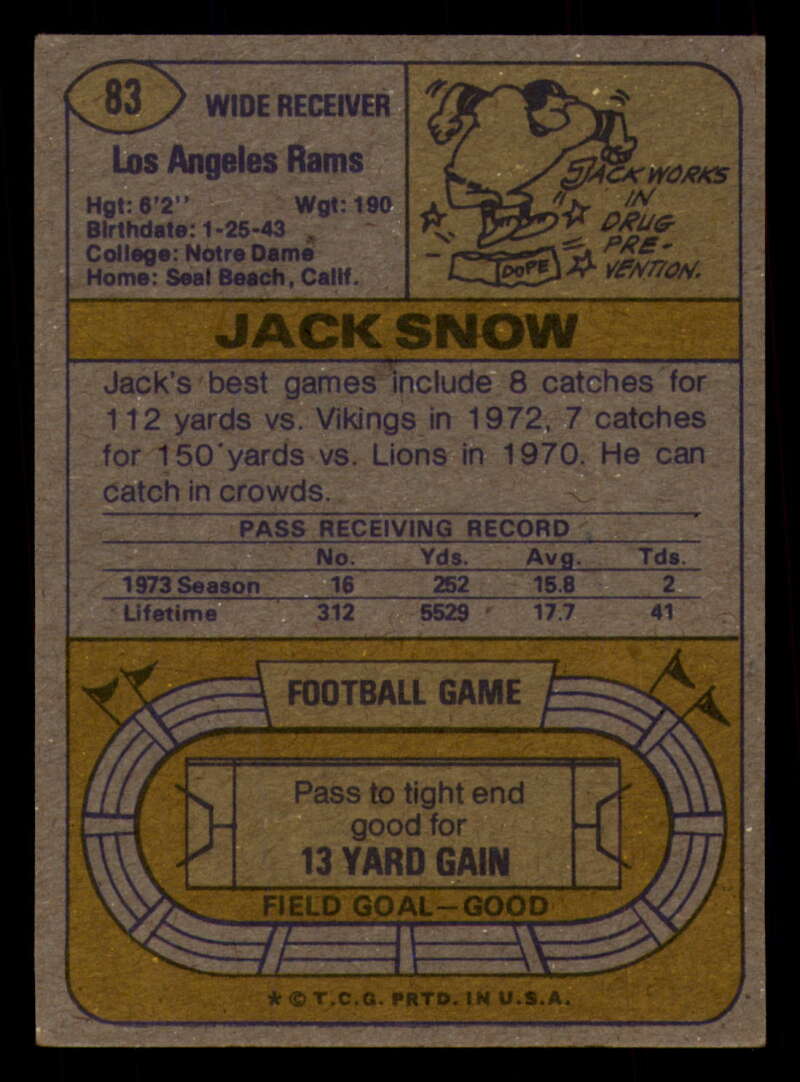 83
WIDE RECEIVER
Los Angeles Rams
Hgt: 6'2" Wgt: 190
Birthdate: 1-25-43
College: Notre Dame
Home: Seal Beach, Calif.
JACK WORKS
IN
DRUG
PRE-
VENTION.
DOPE
JACK SNOW
Jack's best games include 8 catches for
112 yards vs. Vikings in 1972, 7 catches
for 150 yards vs. Lions in 1970. He can
catch in crowds.
PASS RECEIVING RECORD
No. Yds. Avg. Tds.
1973 Season 16 252 15.8 2
Lifetime 312 5529 17.7 41
FOOTBALL GAME
Pass to tight end
good for
13 YARD GAIN
FIELD GOAL—GOOD
* © T.C.G. PRTD. IN U.S.A.